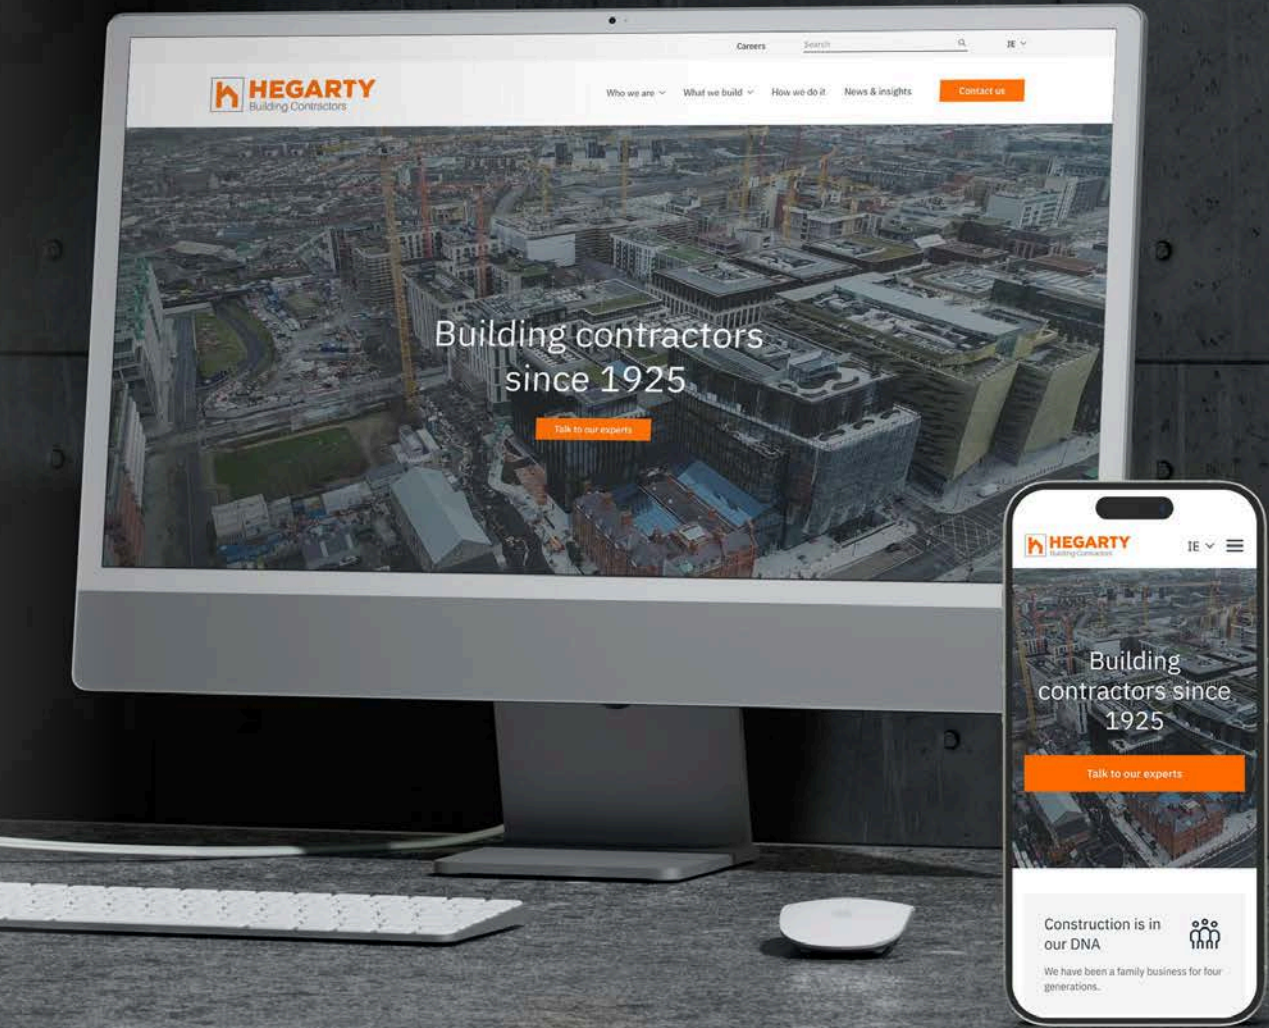 Careers
Search
IE
HEGARTY
Building Contractors
Who we are
What we build
How we do it
News & insights
Contact us
Building contractors
since 1925
Talk to our experts
HEGARTY
Building Contractors
IE
Building
contractors since
1925
Talk to our experts
Construction is in
our DNA
We have been a family business for four
generations.